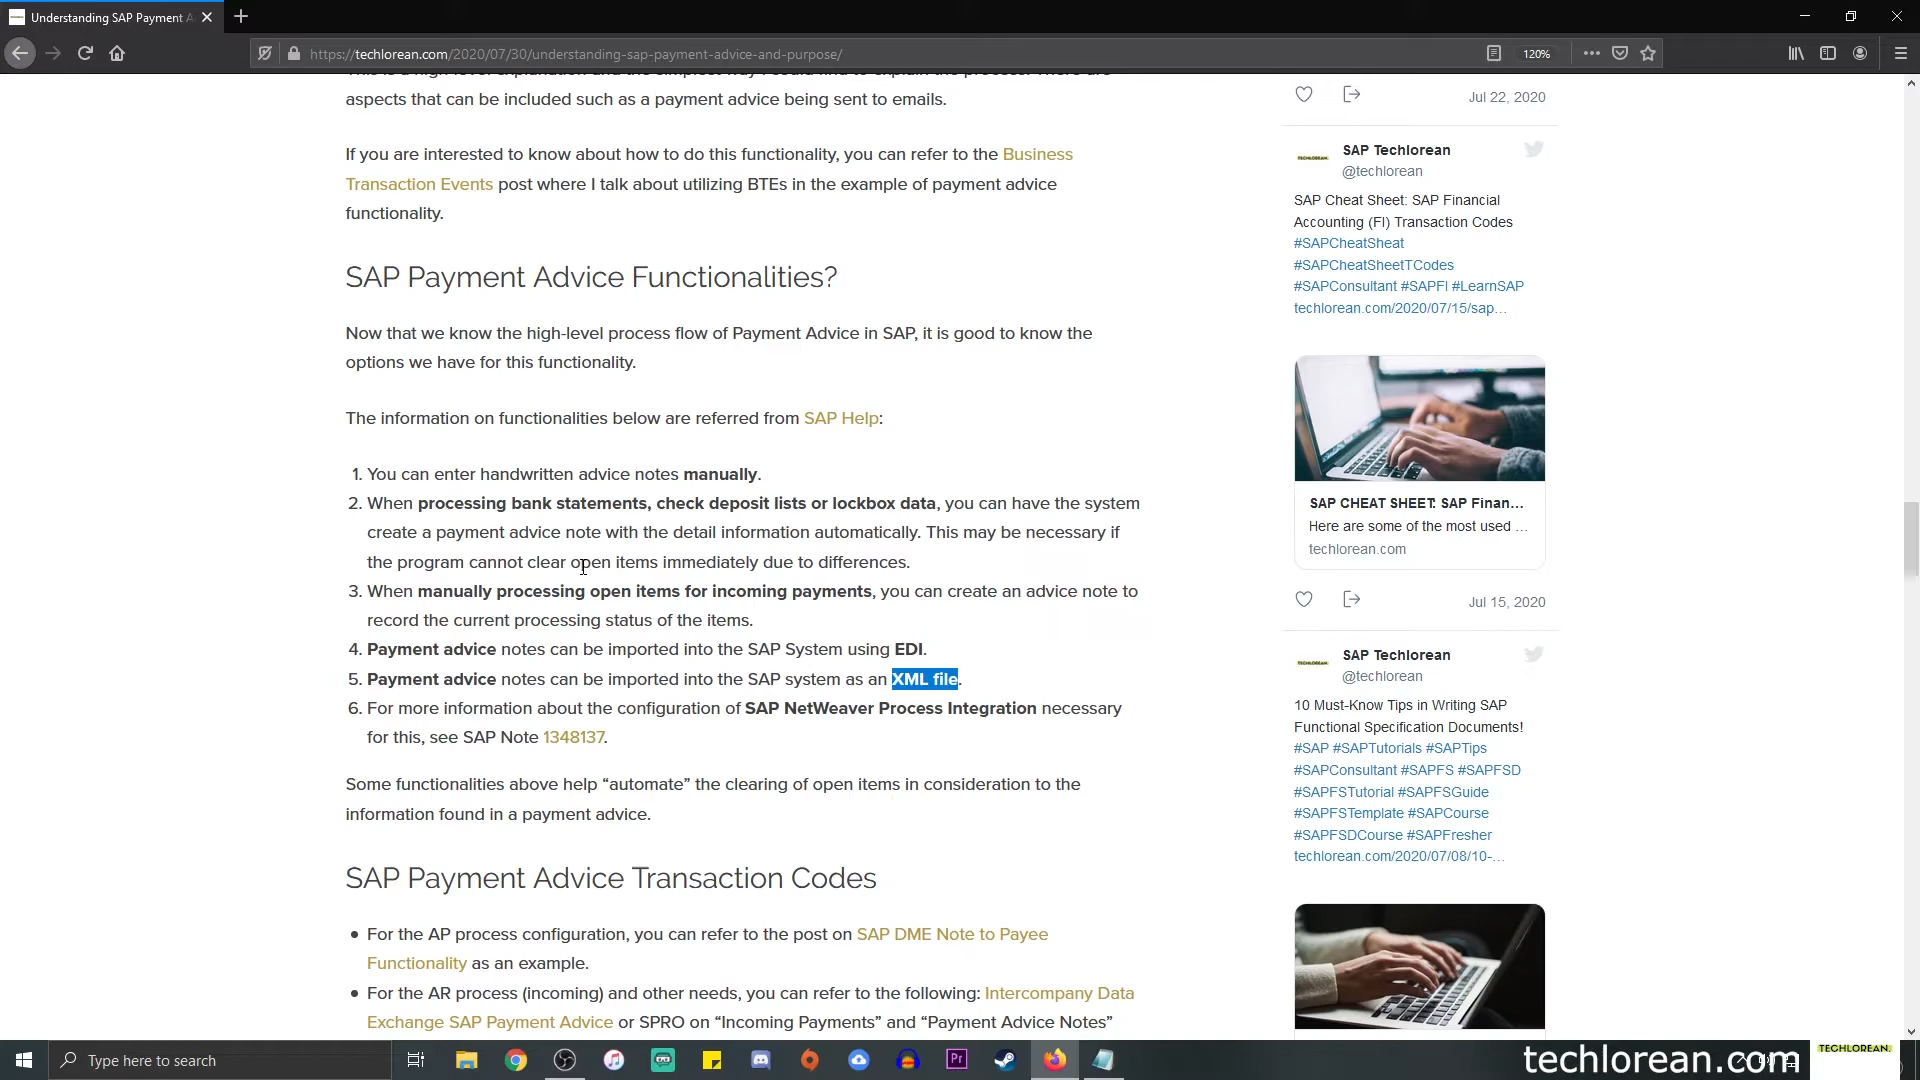 Understanding SAP Payment A
https://techlorean.com/2020/07/30/understanding-sap-payment-advice-and-purpose/
120%
aspects that can be included such as a payment advice being sent to emails.
If you are interested to know about how to do this functionality, you can refer to the Business
Transaction Events post where I talk about utilizing BTEs in the example of payment advice
functionality.
SAP Payment Advice Functionalities?
Now that we know the high-level process flow of Payment Advice in SAP, it is good to know the
options we have for this functionality.
The information on functionalities below are referred from SAP Help:
1. You can enter handwritten advice notes manually.
2. When processing bank statements, check deposit lists or lockbox data, you can have the system
create a payment advice note with the detail information automatically. This may be necessary if
the program cannot clear open items immediately due to differences.
3. When manually processing open items for incoming payments, you can create an advice note to
record the current processing status of the items.
4. Payment advice notes can be imported into the SAP System using EDI.
5. Payment advice notes can be imported into the SAP system as an XML file.
6. For more information about the configuration of SAP NetWeaver Process Integration necessary
for this, see SAP Note 1348137.
Some functionalities above help “automate” the clearing of open items in consideration to the
information found in a payment advice.
SAP Payment Advice Transaction Codes
• For the AP process configuration, you can refer to the post on SAP DME Note to Payee
Functionality as an example.
• For the AR process (incoming) and other needs, you can refer to the following: Intercompany Data
Exchange SAP Payment Advice or SPRO on “Incoming Payments” and “Payment Advice Notes”
Jul 22, 2020
TECHLOREAN
SAP Techlorean
@techlorean
SAP Cheat Sheet: SAP Financial
Accounting (FI) Transaction Codes
#SAPCheatSheat
#SAPCheatSheetTCodes
#SAPConsultant #SAPFI #LearnSAP
techlorean.com/2020/07/15/sap…
SAP CHEAT SHEET: SAP Finan…
Here are some of the most used …
techlorean.com
Jul 15, 2020
TECHLOREAN
SAP Techlorean
@techlorean
10 Must-Know Tips in Writing SAP
Functional Specification Documents!
#SAP #SAPTutorials #SAPTips
#SAPConsultant #SAPFS #SAPFSD
#SAPFSTutorial #SAPFSGuide
#SAPFSTemplate #SAPCourse
#SAPFSDCourse #SAPFresher
techlorean.com/2020/07/08/10-…
Type here to search
Pr
techlorean.com
TECHLOREAN.